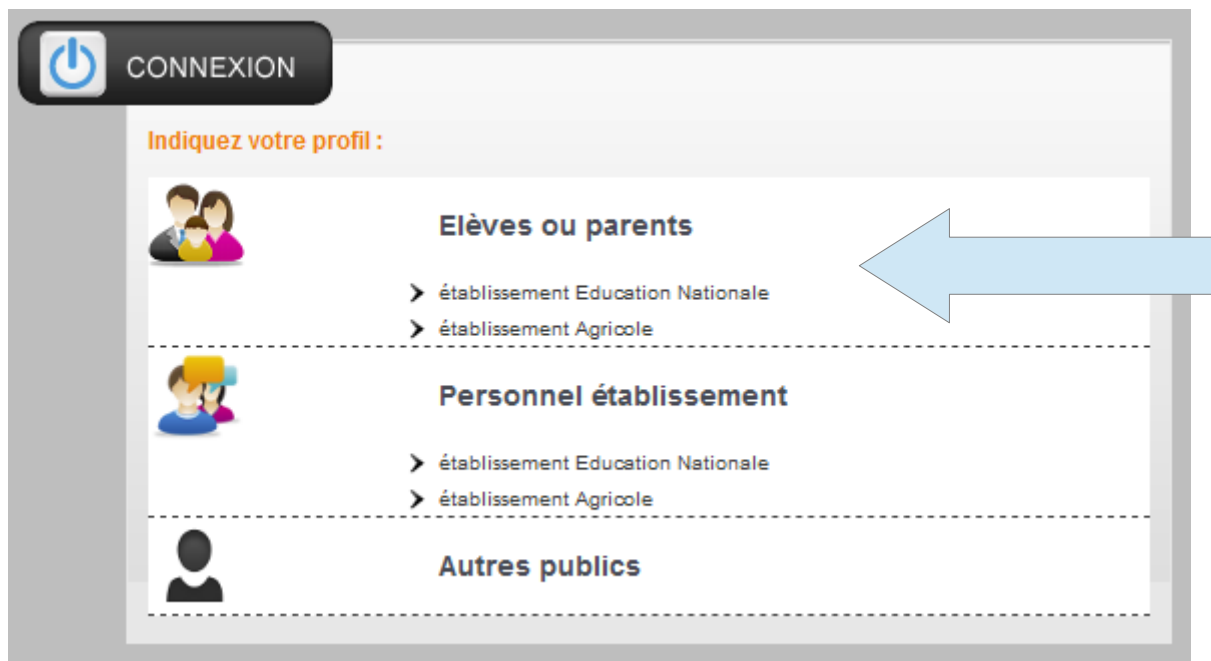 CONNEXION
Indiquez votre profil :
Elèves ou parents
établissement Education Nationale
établissement Agricole
Personnel établissement
établissement Education Nationale
établissement Agricole
Autres publics